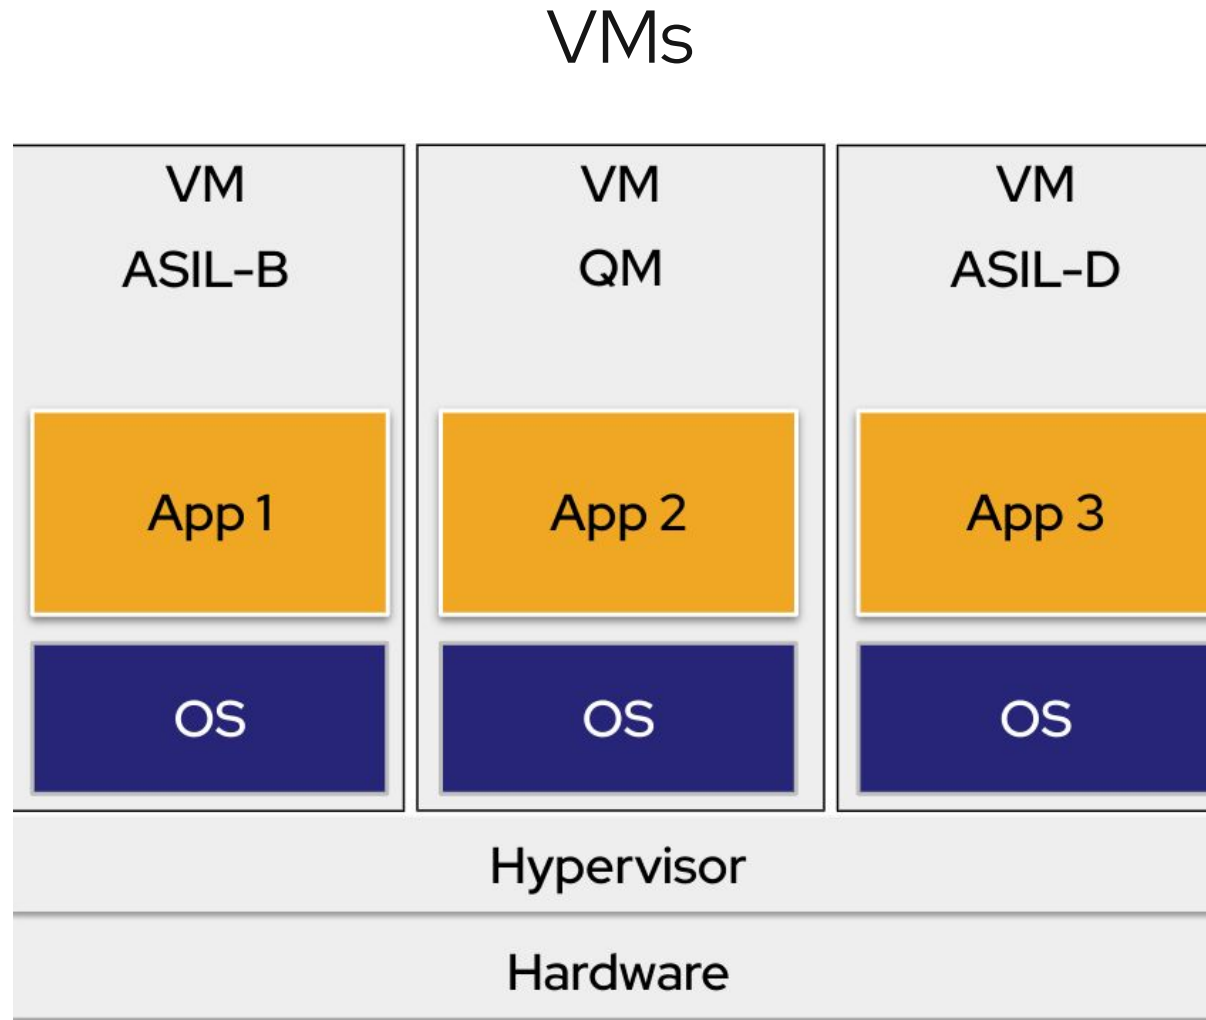 VMs
VM
ASIL-B
App 1
OS
VM
QM
App 2
OS
VM
ASIL-D
App 3
OS
Hypervisor
Hardware